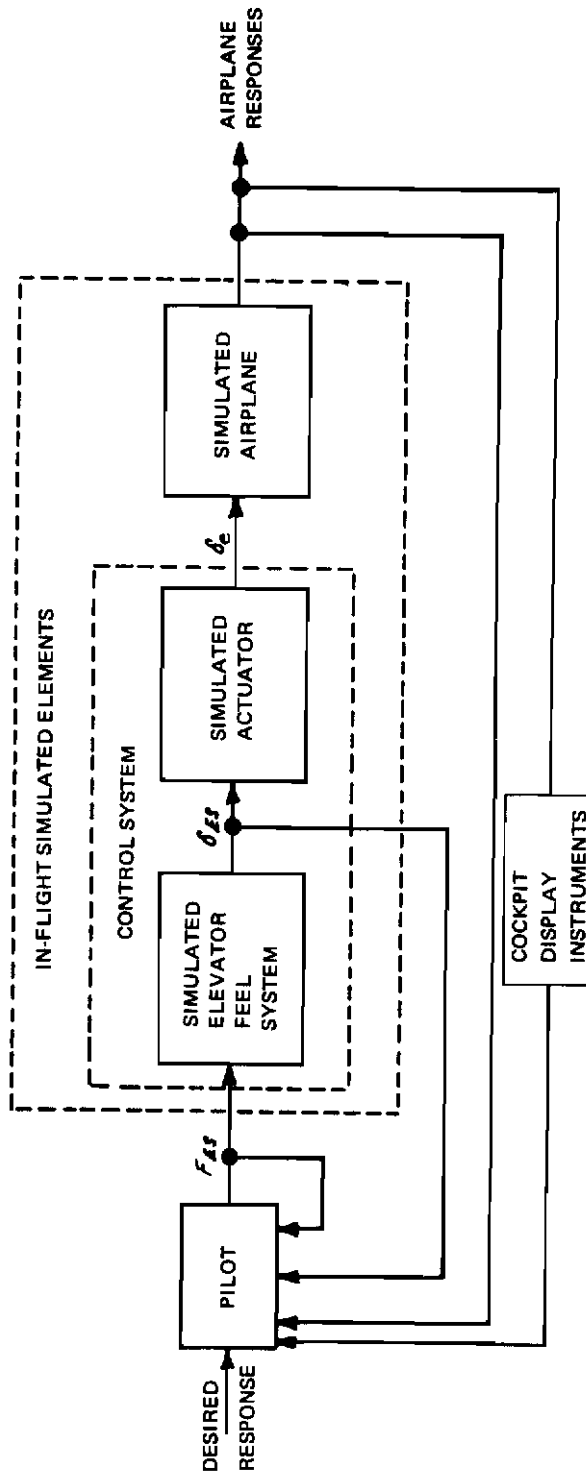 IN-FLIGHT SIMULATED ELEMENTS
CONTROL SYSTEM
DESIRED
RESPONSE
PILOT
F_ES
SIMULATED
ELEVATOR
FEEL
SYSTEM
δ_ES
SIMULATED
ACTUATOR
δ_e
SIMULATED
AIRPLANE
AIRPLANE
RESPONSES
COCKPIT
DISPLAY
INSTRUMENTS